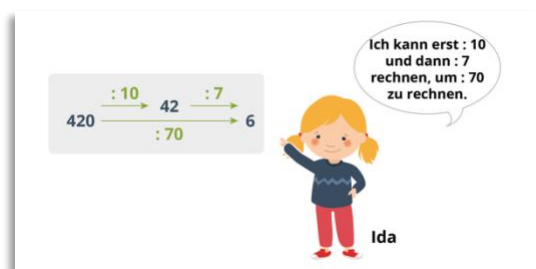 Ich kann erst : 10
und dann : 7
rechnen, um : 70
zu rechnen.
: 10 : 7
420 42 6
: 70
Ida